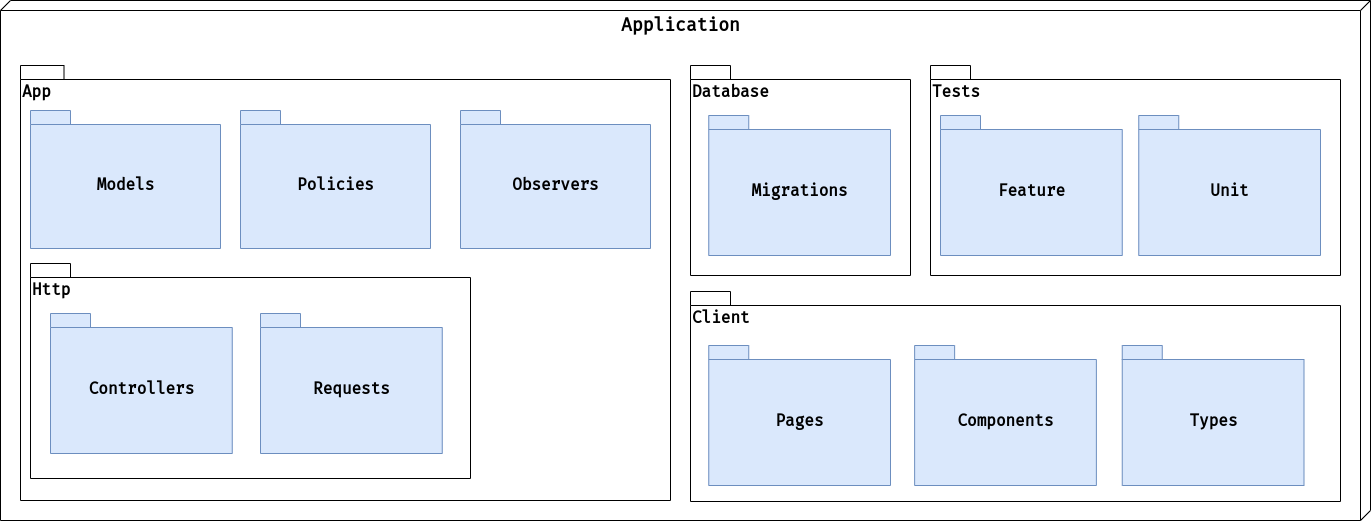 Application
App
Models
Policies
Observers
Http
Controllers
Requests
Database
Migrations
Tests
Feature
Unit
Client
Pages
Components
Types